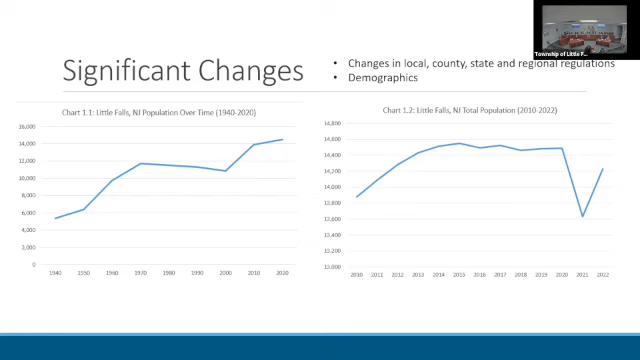 Township of Little F...
Significant Changes
• Changes in local, county, state and regional regulations
• Demographics
Chart 1.1: Little Falls, NJ Population Over Time (1940-2020)
16,000
14,000
12,000
10,000
8,000
6,000
4,000
2,000
0
1940 1950 1960 1970 1980 1990 2000 2010 2020
Chart 1.2: Little Falls, NJ Total Population (2010-2022)
14,800
14,600
14,400
14,200
14,000
13,800
13,600
13,400
13,200
13,000
2010 2011 2012 2013 2014 2015 2016 2017 2018 2019 2020 2021 2022